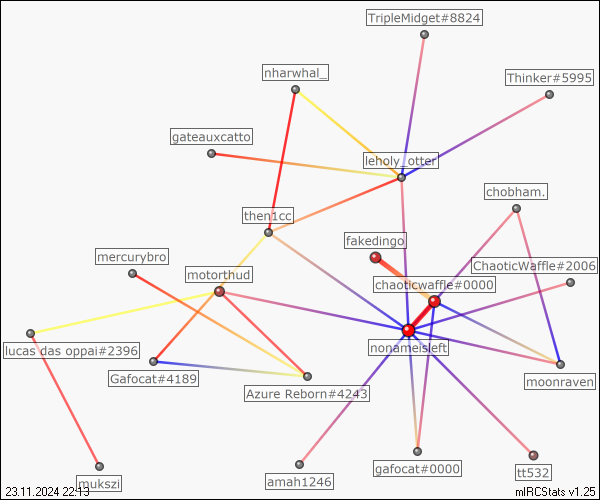 TripleMidget#8824
nharwhal_
Thinker#5995
gateauxcatto
leholy_otter
chobham.
then1cc
fakedingo
mercurybro
motorthud
ChaoticWaffle#2006
chaoticwaffle#0000
lucas das oppai#2396
nonameisleft
Gafocat#4189
Azure Reborn#4243
moonraven
mukszi
amah1246
gafocat#0000
tt532
23.11.2024 22:13
mIRCStats v1.25